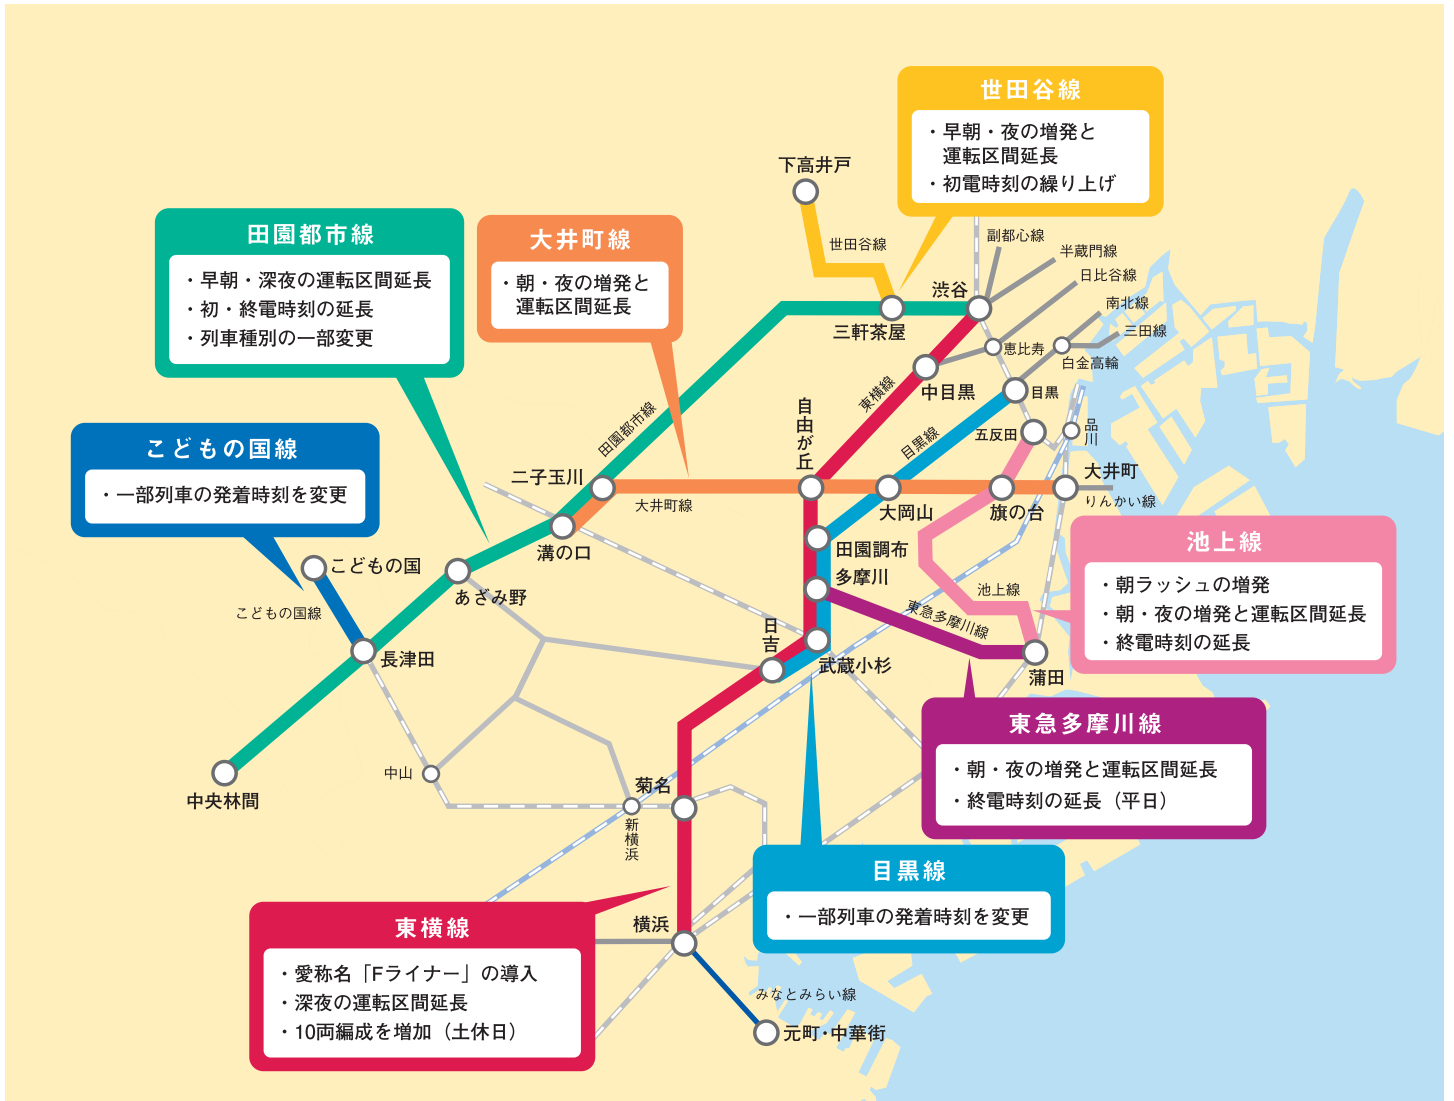 世田谷線
・早朝・夜の増発と
運転区間延長
・初電時刻の繰り上げ
下高井戸
世田谷線
副都心線
半蔵門線
日比谷線
南北線
三田線
田園都市線
・早朝・深夜の運転区間延長
・初・終電時刻の延長
・列車種別の一部変更
大井町線
・朝・夜の増発と
運転区間延長
渋谷
三軒茶屋
恵比寿
白金高輪
中目黒
目黒
東横線
田園都市線
自由が丘
目黒線
五反田
品川
こどもの国線
・一部列車の発着時刻を変更
二子玉川
大井町線
大岡山
旗の台
大井町
りんかい線
溝の口
田園調布
池上線
・朝ラッシュの増発
・朝・夜の増発と運転区間延長
・終電時刻の延長
こどもの国
こどもの国線
あざみ野
多摩川
池上線
東急多摩川線
日吉
武蔵小杉
蒲田
長津田
東急多摩川線
・朝・夜の増発と運転区間延長
・終電時刻の延長（平日）
中山
中央林間
菊名
新横浜
目黒線
・一部列車の発着時刻を変更
東横線
・愛称名「Fライナー」の導入
・深夜の運転区間延長
・10両編成を増加（土休日）
横浜
みなとみらい線
元町・中華街